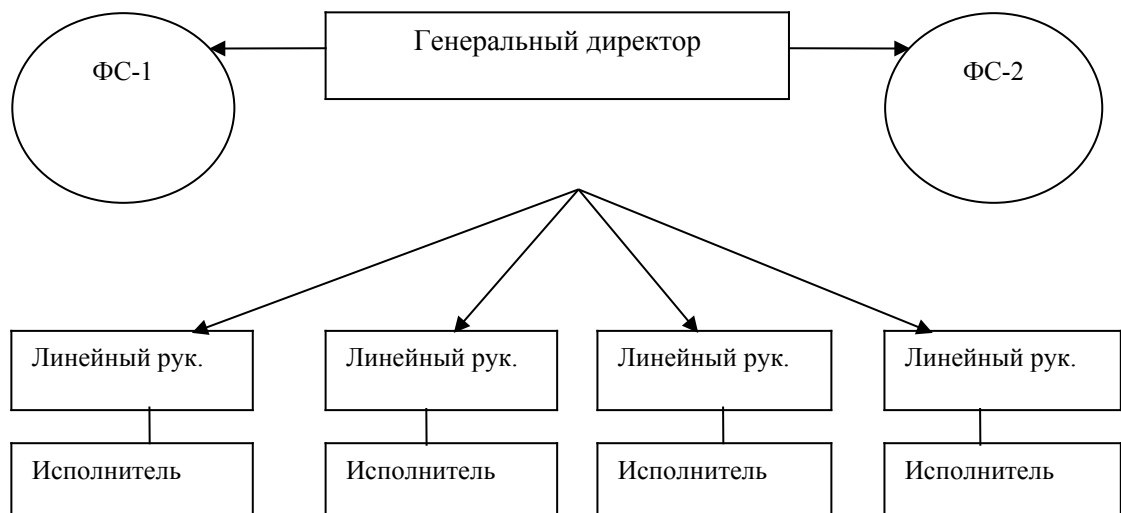 Генеральный директор
ФС-1
ФС-2
Линейный рук.
Линейный рук.
Линейный рук.
Линейный рук.
Исполнитель
Исполнитель
Исполнитель
Исполнитель